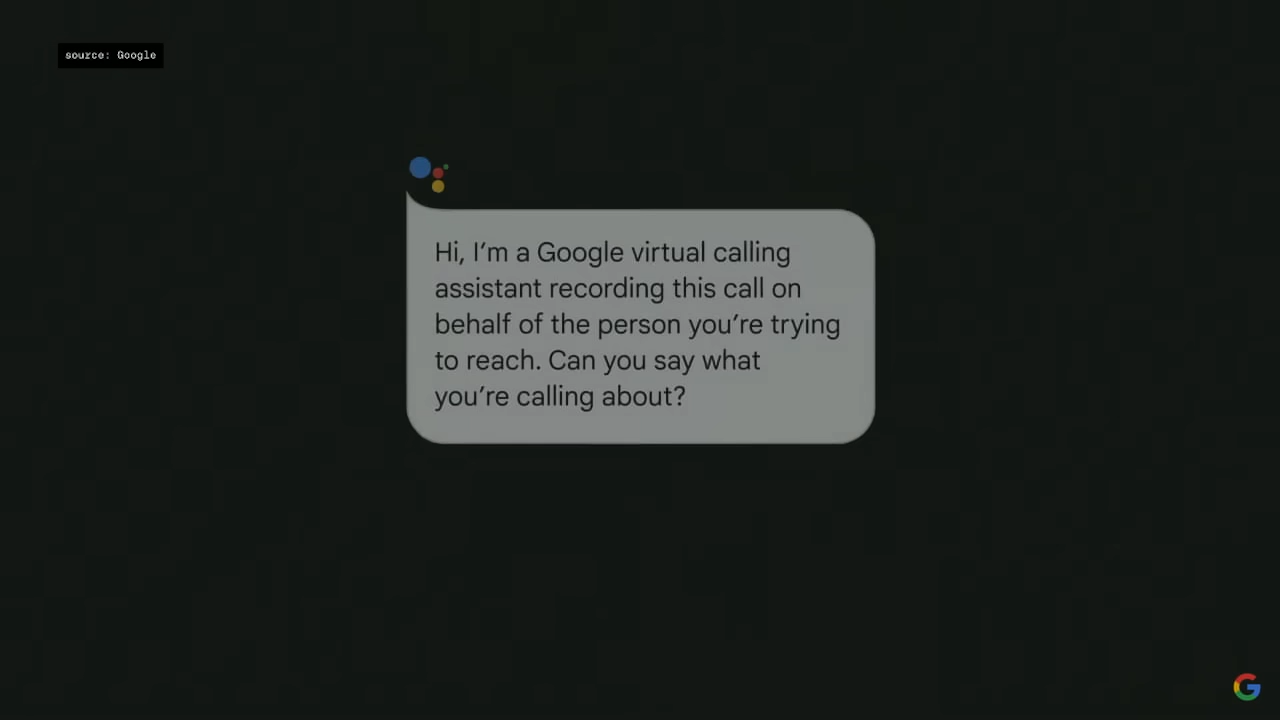 source: Google
Hi, I’m a Google virtual calling
assistant recording this call on
behalf of the person you’re trying
to reach. Can you say what
you’re calling about?